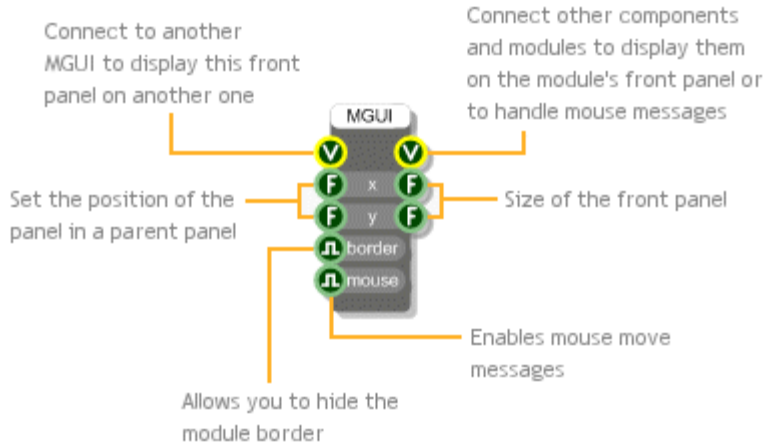 Connect to another
MGUI to display this front
panel on another one
Connect other components
and modules to display them
on the module's front panel or
to handle mouse messages
MGUI
V
V
F
x
F
F
y
F
border
mouse
Set the position of the
panel in a parent panel
Size of the front panel
Enables mouse move
messages
Allows you to hide the
module border